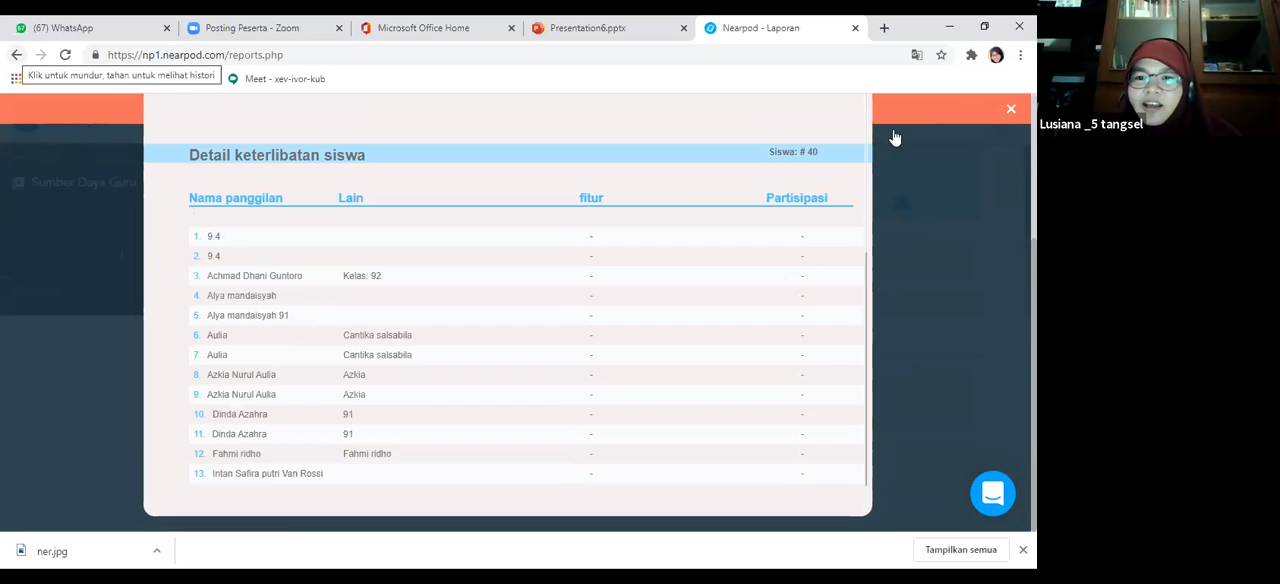 (67) WhatsApp
Posting Peserta - Zoom
Microsoft Office Home
Presentation6.pptx
Nearpod - Laporan
https://np1.nearpod.com/reports.php
Klik untuk mundur, tahan untuk melihat histori
Meet - xev-ivor-kub
Lusiana _5 tangsel
Sumber Daya Guru
Detail keterlibatan siswa
Siswa: # 40
Nama panggilan Lain fitur Partisipasi
1. 9.4 - -
2. 9.4 - -
3. Achmad Dhani Guntoro Kelas: 92 - -
4. Alya mandaisyah - -
5. Alya mandaisyah 91 - -
6. Aulia Cantika salsabila - -
7. Aulia Cantika salsabila - -
8. Azkia Nurul Aulia Azkia - -
9. Azkia Nurul Aulia Azkia - -
10. Dinda Azahra 91 - -
11. Dinda Azahra 91 - -
12. Fahmi ridho Fahmi ridho - -
13. Intan Safira putri Van Rossi - -
ner.jpg
Tampilkan semua